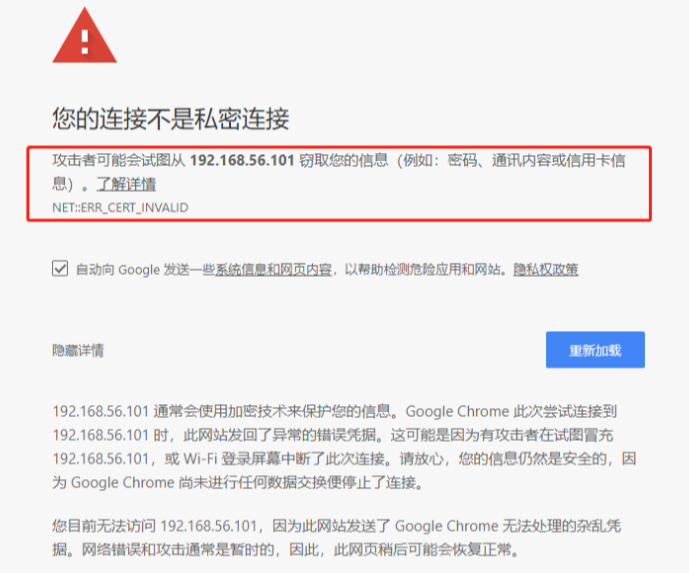 您的连接不是私密连接
攻击者可能会试图从 192.168.56.101 窃取您的信息（例如：密码、通讯内容或信用卡信
息）。了解详情
NET::ERR_CERT_INVALID
自动向 Google 发送一些系统信息和网页内容，以帮助检测危险应用和网站。隐私权政策
隐藏详情
重新加载
192.168.56.101 通常会使用加密技术来保护您的信息。Google Chrome 此次尝试连接到
192.168.56.101 时，此网站发回了异常的错误凭据。这可能是因为有攻击者在试图冒充
192.168.56.101，或 Wi-Fi 登录屏幕中断了此次连接。请放心，您的信息仍然是安全的，因
为 Google Chrome 尚未进行任何数据交换便停止了连接。
您目前无法访问 192.168.56.101，因为此网站发送了 Google Chrome 无法处理的杂乱凭
据。网络错误和攻击通常是暂时的，因此，此网页稍后可能会恢复正常。